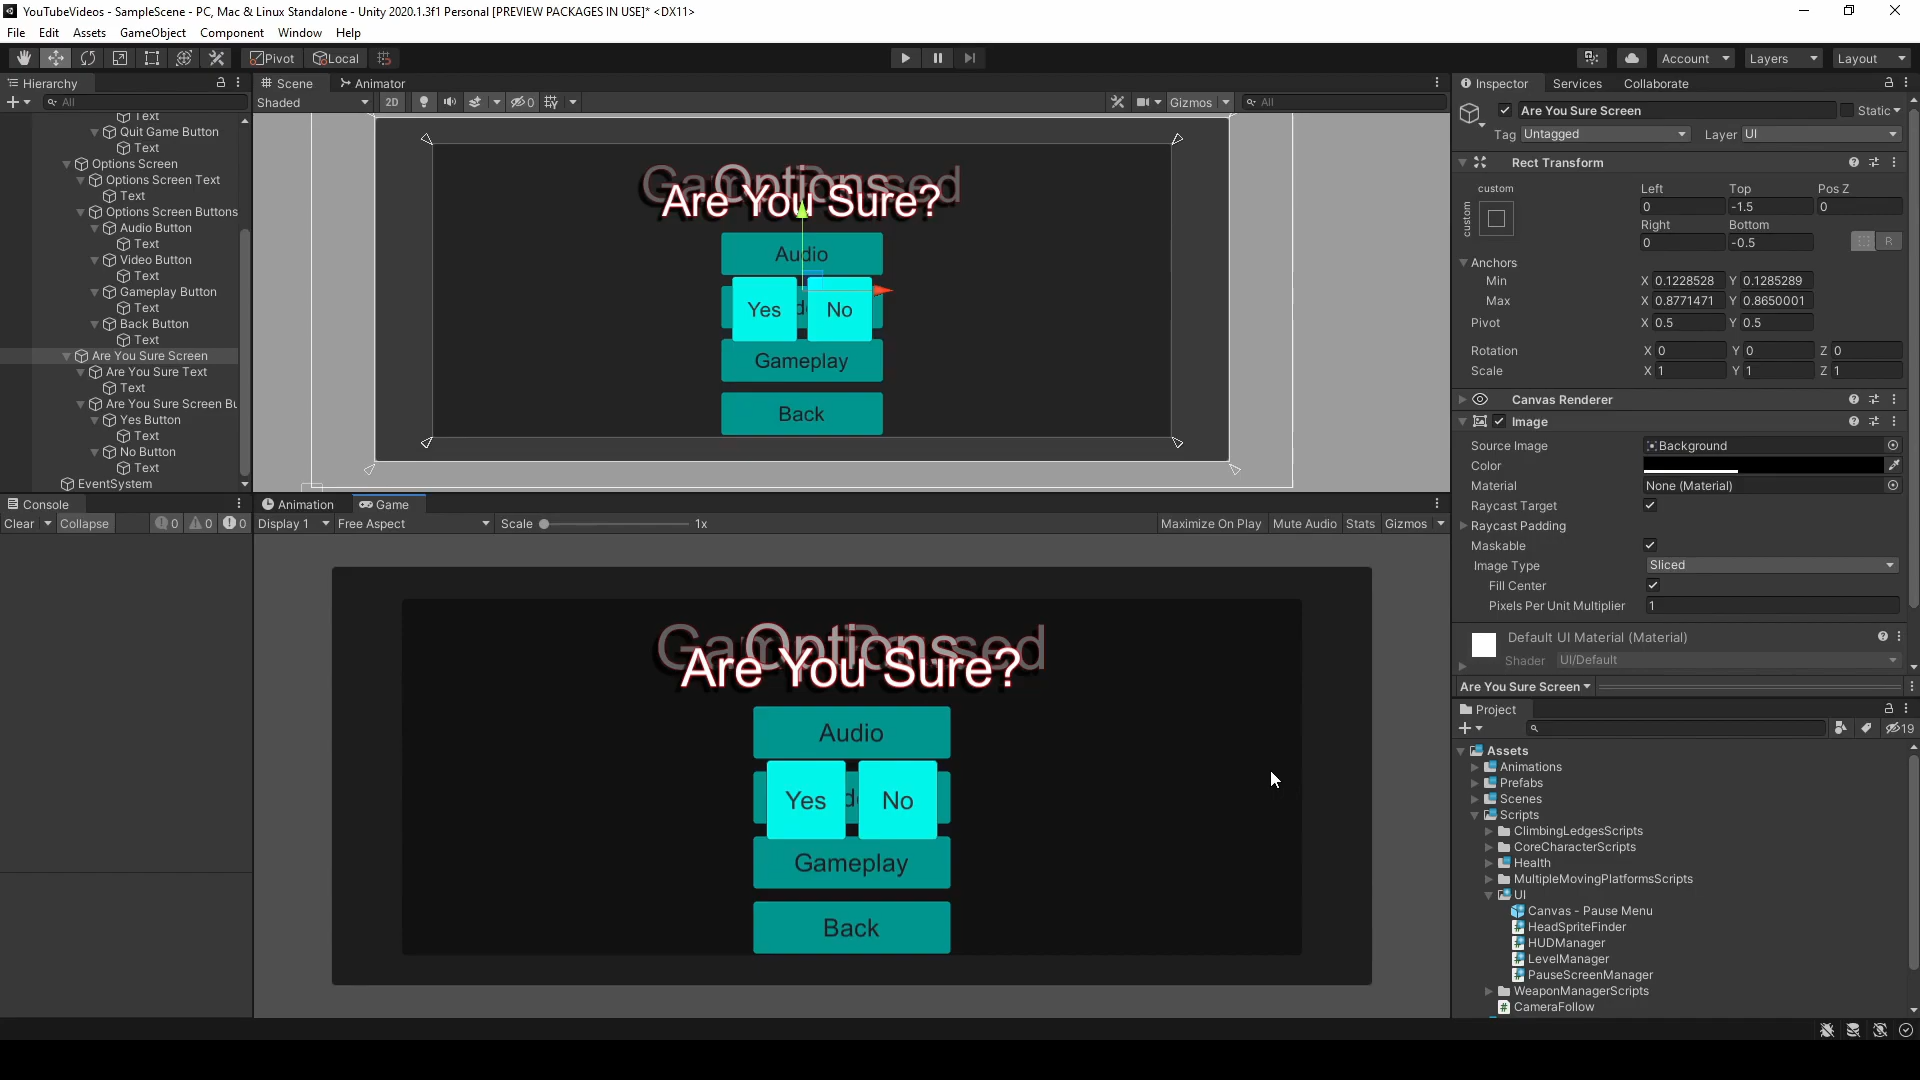 YouTubeVideos - SampleScene - PC, Mac & Linux Standalone - Unity 2020.1.3f1 Personal [PREVIEW PACKAGES IN USE]* <DX11>
File Edit Assets GameObject Component Window Help
Pivot Local Account Layers Layout
Hierarchy
All
Text
Quit Game Button
Text
Options Screen
Options Screen Text
Text
Options Screen Buttons
Audio Button
Text
Video Button
Text
Gameplay Button
Text
Back Button
Text
Are You Sure Screen
Are You Sure Text
Text
Are You Sure Screen Bu
Yes Button
Text
No Button
Text
EventSystem
Scene Animator
Shaded 2D 0 Gizmos All
Options
Are You Sure?
Audio
Yes No
Gameplay
Back
Console
Clear Collapse 0 0 0
Animation Game
Display 1 Free Aspect Scale 1x Maximize On Play Mute Audio Stats Gizmos
Options
Are You Sure?
Audio
Yes No
Gameplay
Back
Inspector Services Collaborate
Are You Sure Screen Static
Tag Untagged Layer UI
Rect Transform
custom Left Top Pos Z
custom 0 -1.5 0
Right Bottom
0 -0.5 R
Anchors
Min X 0.1228528 Y 0.1285289
Max X 0.8771471 Y 0.8650001
Pivot X 0.5 Y 0.5
Rotation X 0 Y 0 Z 0
Scale X 1 Y 1 Z 1
Canvas Renderer
Image
Source Image Background
Color
Material None (Material)
Raycast Target
Raycast Padding
Maskable
Image Type Sliced
Fill Center
Pixels Per Unit Multiplier 1
Default UI Material (Material)
Shader UI/Default
Are You Sure Screen
Project
19
Assets
Animations
Prefabs
Scenes
Scripts
ClimbingLedgesScripts
CoreCharacterScripts
Health
MultipleMovingPlatformsScripts
UI
Canvas - Pause Menu
HeadSpriteFinder
HUDManager
LevelManager
PauseScreenManager
WeaponManagerScripts
CameraFollow